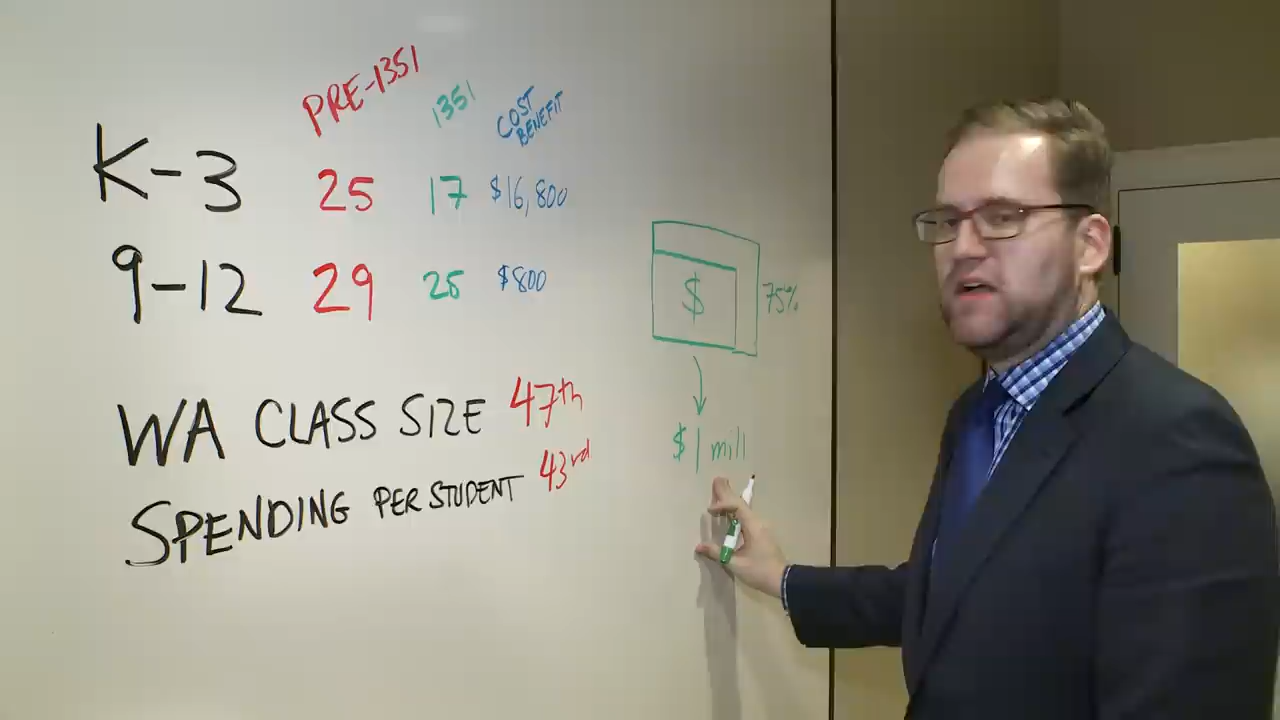 PRE-1351 1351 COST BENEFIT
K-3 25 17 $16,800
9-12 29 25 $800
WA CLASS SIZE 47th
SPENDING PER STUDENT 43rd
$
75%
$1 mill